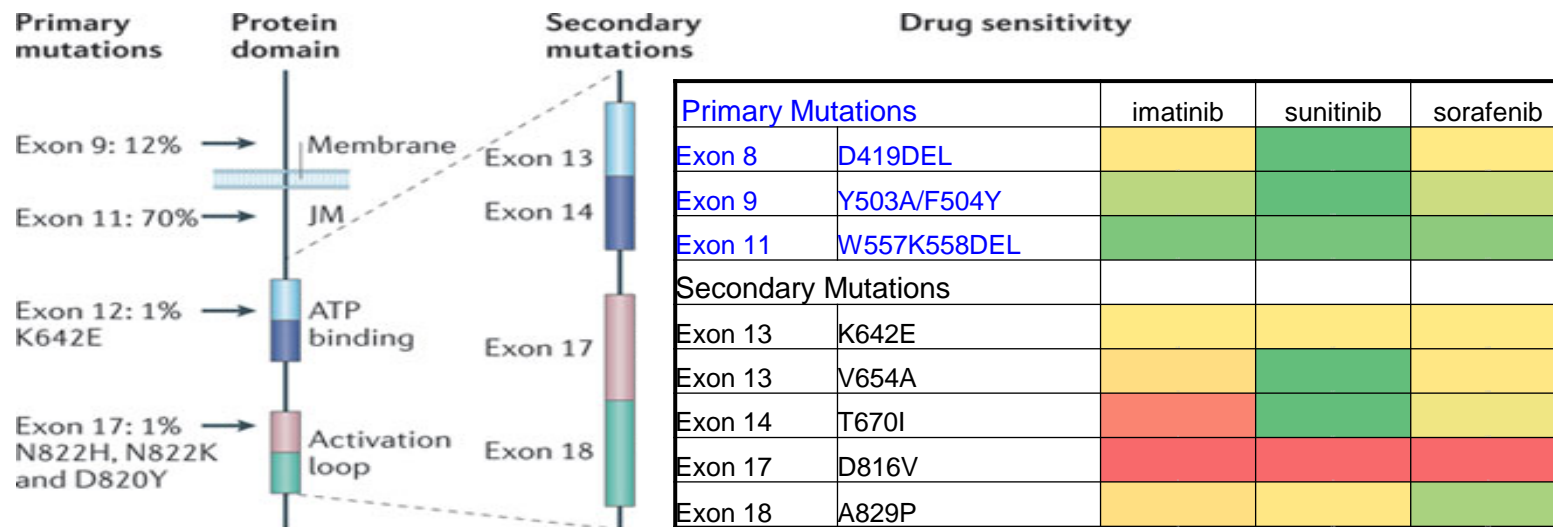 Primary
mutations
Protein
domain
Secondary
mutations
Drug sensitivity
Exon 9: 12%
Membrane
Exon 11: 70%
JM
Exon 12: 1%
K642E
ATP
binding
Exon 17: 1%
N822H, N822K
and D820Y
Activation
loop
Exon 13
Exon 14
Exon 17
Exon 18
Primary Mutations imatinib sunitinib sorafenib
Exon 8 D419DEL
Exon 9 Y503A/F504Y
Exon 11 W557K558DEL
Secondary Mutations
Exon 13 K642E
Exon 13 V654A
Exon 14 T670I
Exon 17 D816V
Exon 18 A829P